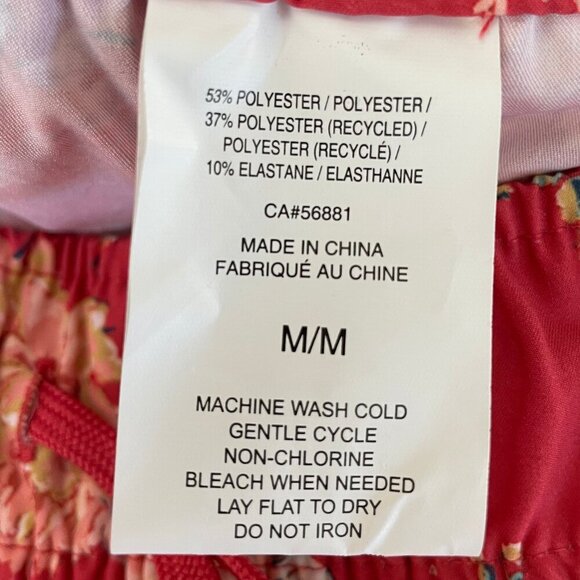 53% POLYESTER / POLYESTER /
37% POLYESTER (RECYCLED) /
POLYESTER (RECYCLÉ) /
10% ELASTANE / ELASTHANNE
CA#56881
MADE IN CHINA
FABRIQUÉ AU CHINE
M/M
MACHINE WASH COLD
GENTLE CYCLE
NON-CHLORINE
BLEACH WHEN NEEDED
LAY FLAT TO DRY
DO NOT IRON